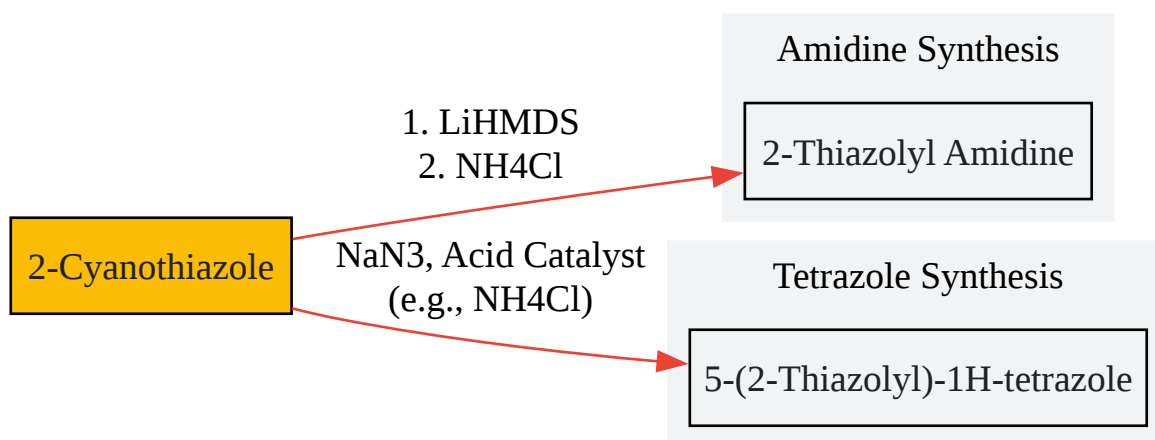 Amidine Synthesis
1. LiHMDS
2. NH4Cl
2-Thiazolyl Amidine
2-Cyanothiazole
NaN3, Acid Catalyst
(e.g., NH4Cl)
Tetrazole Synthesis
5-(2-Thiazolyl)-1H-tetrazole